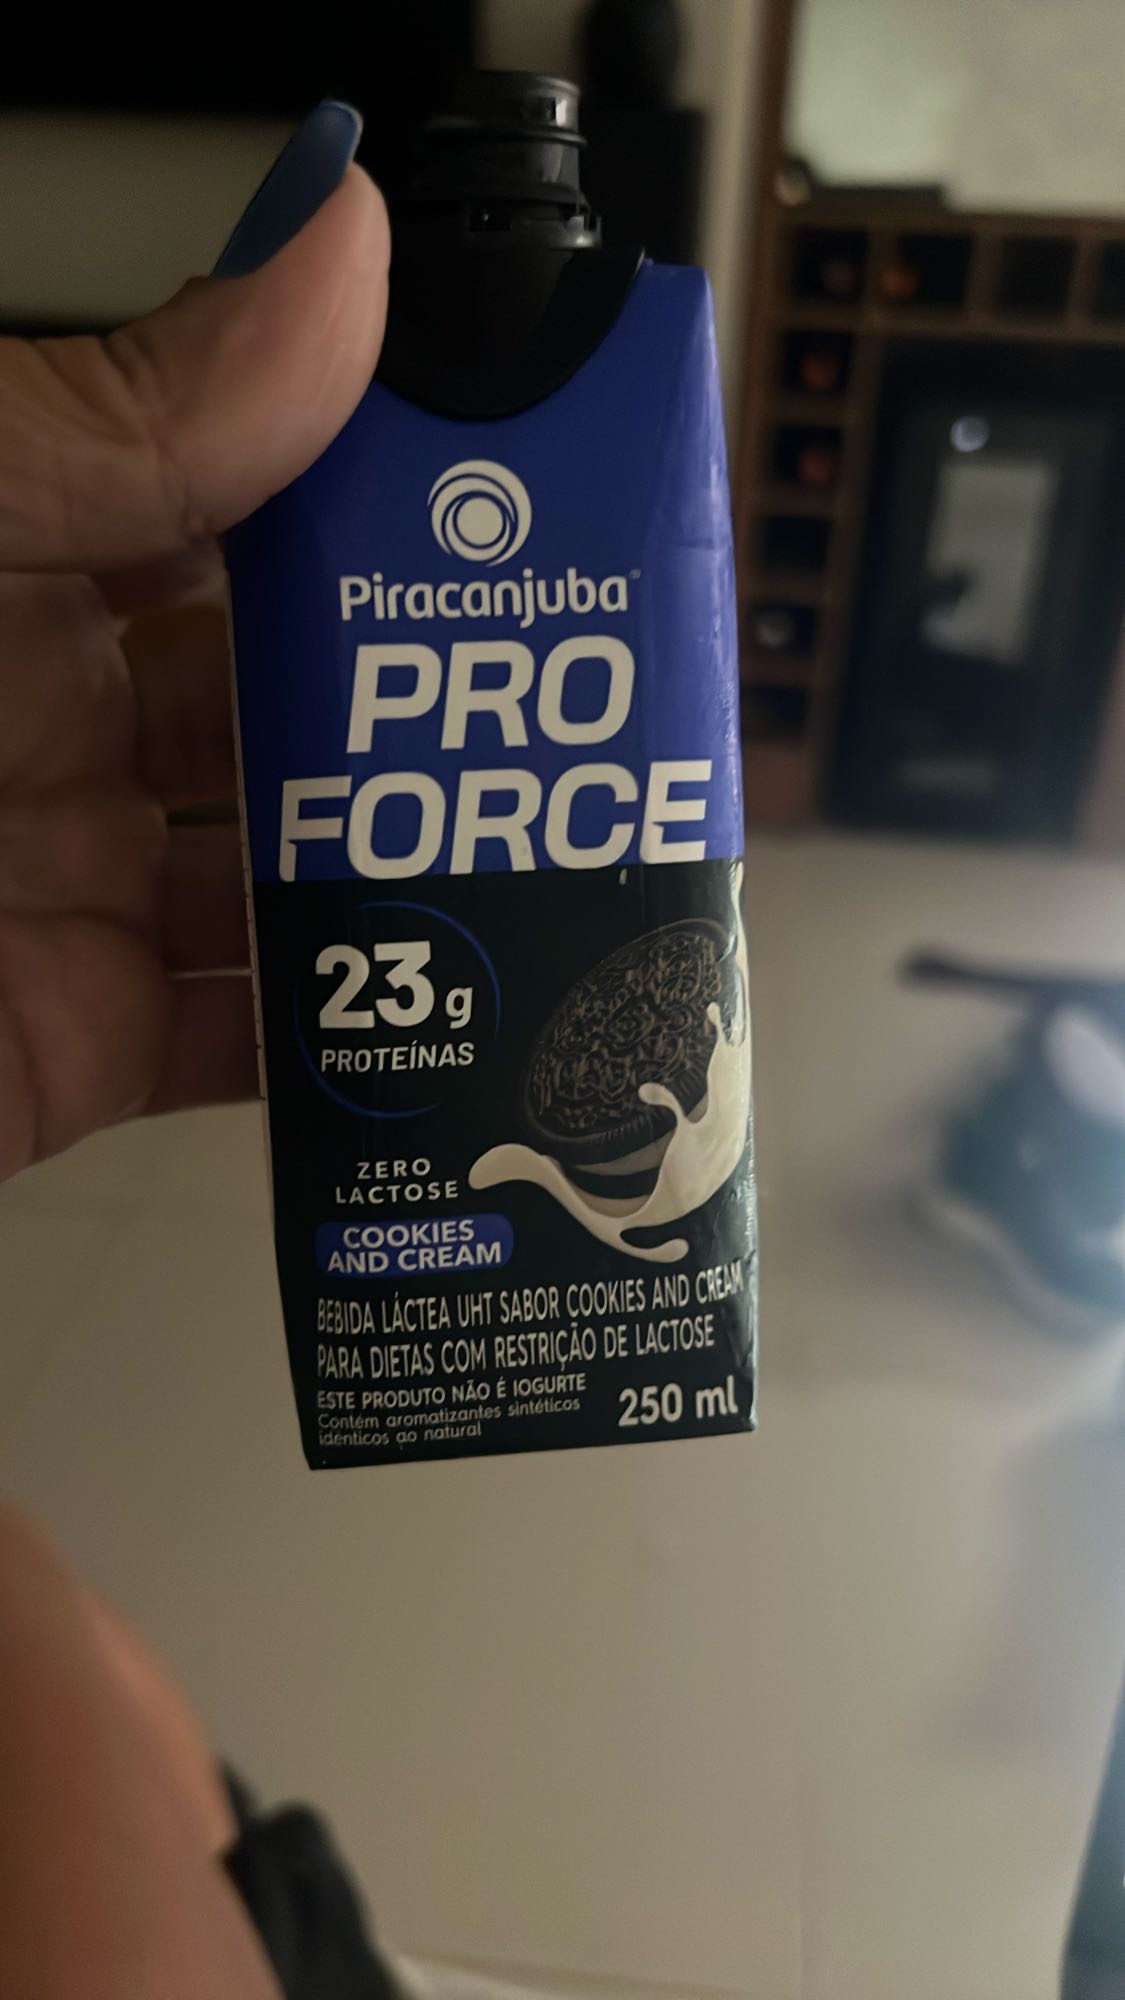 Piracanjuba
PRO
FORCE
23 g
PROTEÍNAS
ZERO
LACTOSE
COOKIES
AND CREAM
BEBIDA LÁCTEA UHT SABOR COOKIES AND CREAM
PARA DIETAS COM RESTRIÇÃO DE LACTOSE
ESTE PRODUTO NÃO É IOGURTE
Contém aromatizantes sintéticos
idênticos ao natural
250 ml